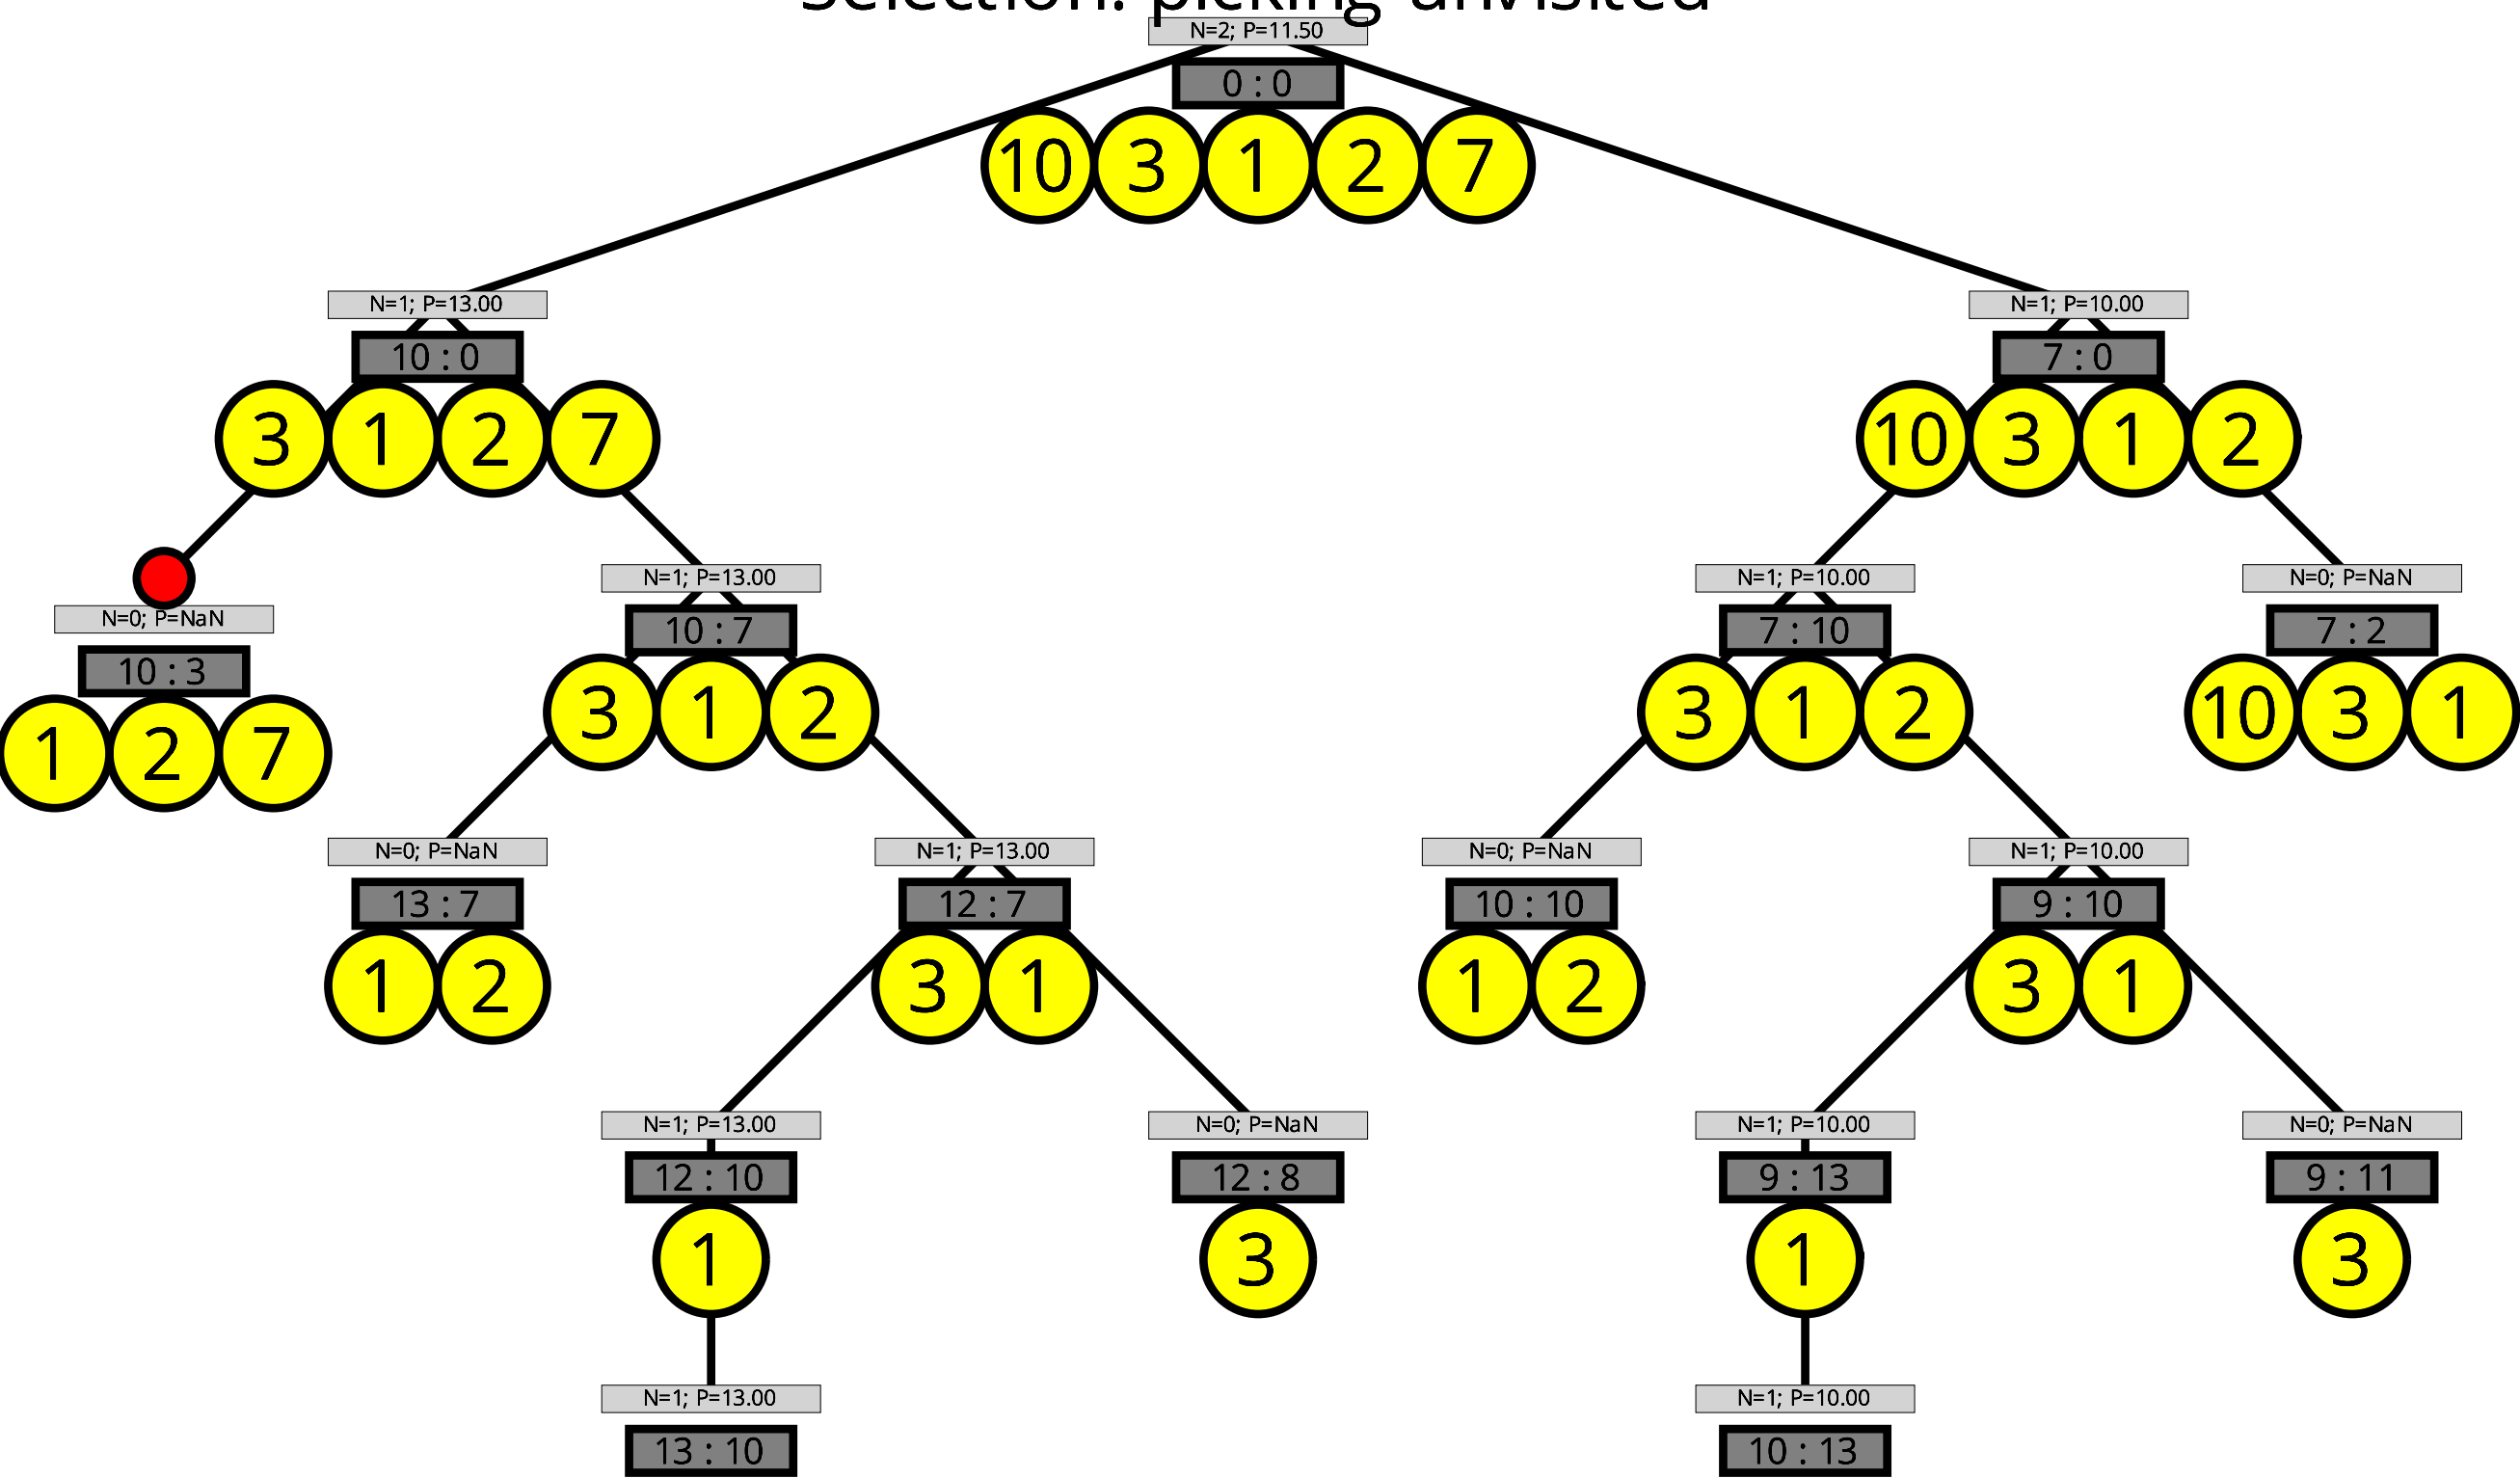 Selection: picking unvisited
N=2; P=11.50
0 : 0
10 3 1 2 7
N=1; P=13.00
N=1; P=10.00
10 : 0
7 : 0
3 1 2 7
10 3 1 2
N=0; P=NaN
N=1; P=13.00
N=1; P=10.00
N=0; P=NaN
10 : 3
10 : 7
7 : 10
7 : 2
1 2 7
3 1 2
3 1 2
10 3 1
N=0; P=NaN
N=1; P=13.00
N=0; P=NaN
N=1; P=10.00
13 : 7
12 : 7
10 : 10
9 : 10
1 2
3 1
1 2
3 1
N=1; P=13.00
N=0; P=NaN
N=1; P=10.00
N=0; P=NaN
12 : 10
12 : 8
9 : 13
9 : 11
1
3
1
3
N=1; P=13.00
N=1; P=10.00
13 : 10
10 : 13